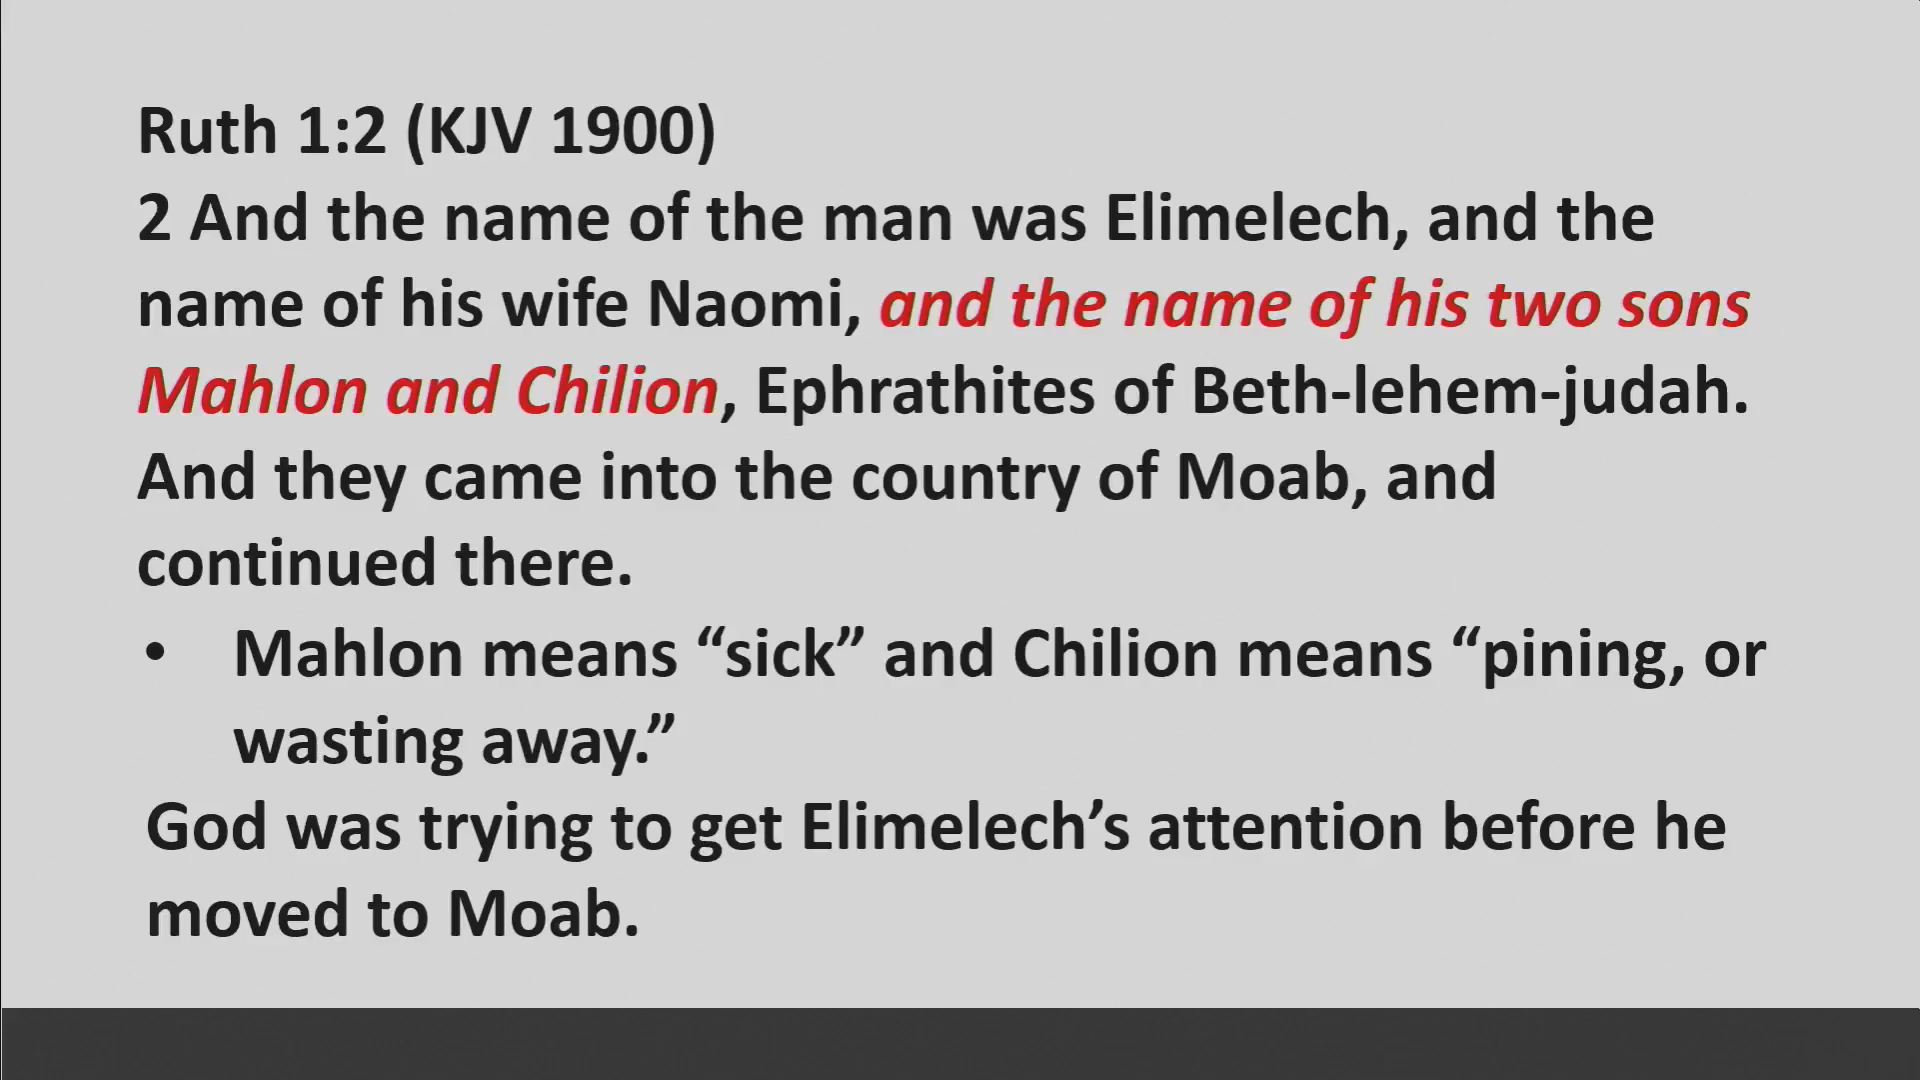 Ruth 1:2 (KJV 1900)
2 And the name of the man was Elimelech, and the
name of his wife Naomi, and the name of his two sons
Mahlon and Chilion, Ephrathites of Beth-lehem-judah.
And they came into the country of Moab, and
continued there.
• Mahlon means “sick” and Chilion means “pining, or
wasting away.”
God was trying to get Elimelech’s attention before he
moved to Moab.